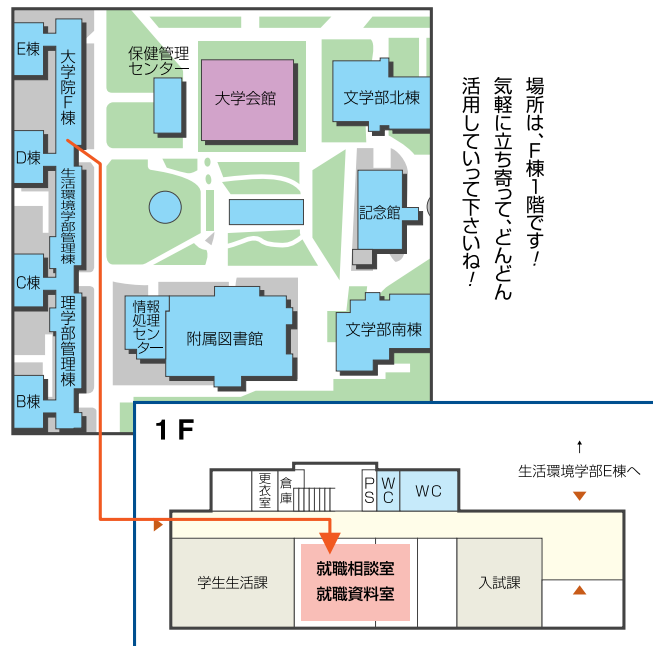 E棟
大学院F棟
保健管理
センター
大学会館
文学部北棟
D棟
生活環境学部管理棟
記念館
C棟
理学部管理棟
情報
処理
セン
ター
附属図書館
文学部南棟
B棟
場所は、F棟1階です!
気軽に立ち寄って、どんどん
活用していって下さいね!
1F
↑
生活環境学部E棟へ
更衣室
倉庫
PS
WC
WC
学生生活課
就職相談室
就職資料室
入試課